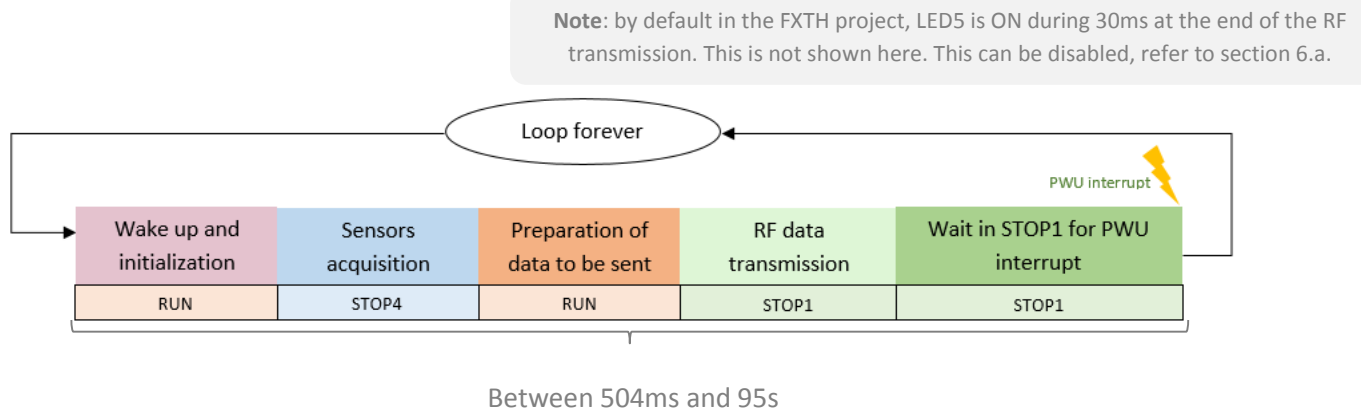 Note: by default in the FXTH project, LED5 is ON during 30ms at the end of the RF
transmission. This is not shown here. This can be disabled, refer to section 6.a.
Loop forever
PWU interrupt
Wake up and
initialization
Sensors
acquisition
Preparation of
data to be sent
RF data
transmission
Wait in STOP1 for PWU
interrupt
RUN
STOP4
RUN
STOP1
STOP1
Between 504ms and 95s